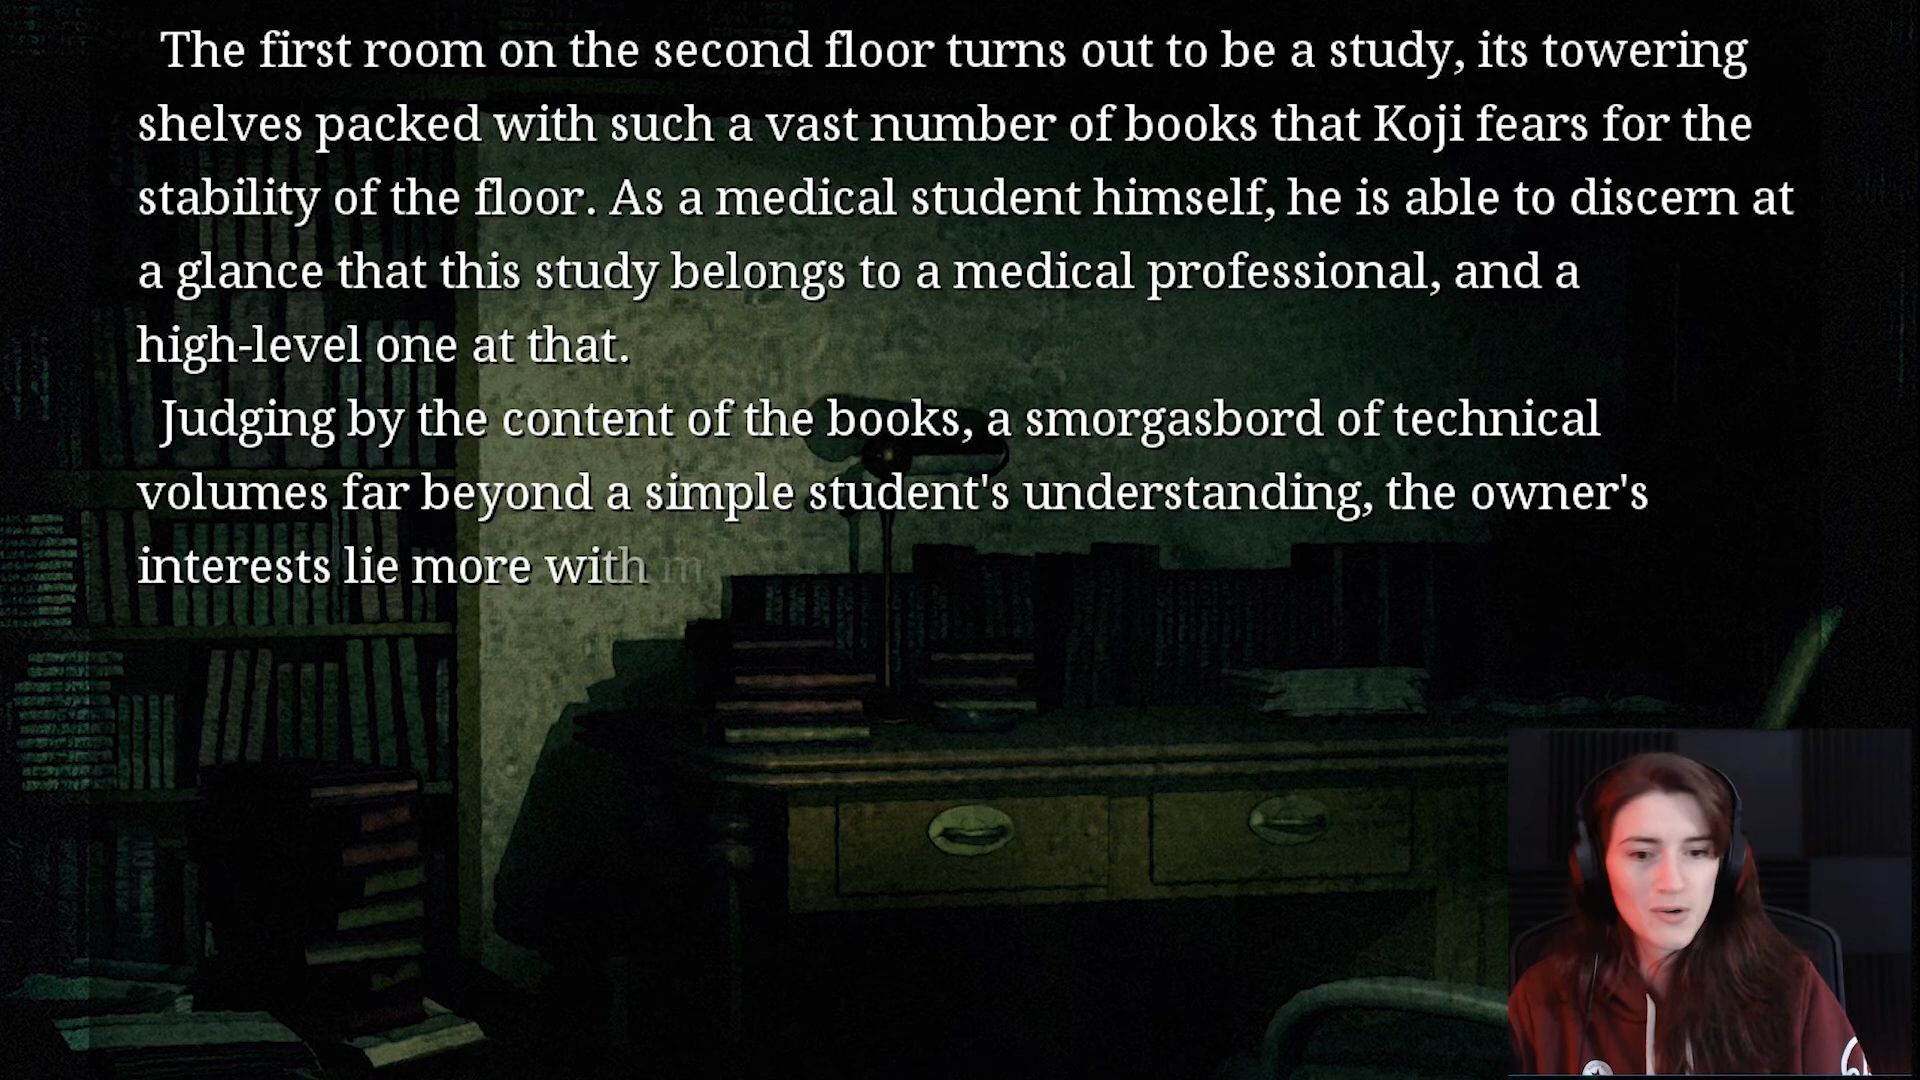 The first room on the second floor turns out to be a study, its towering
shelves packed with such a vast number of books that Koji fears for the
stability of the floor. As a medical student himself, he is able to discern at
a glance that this study belongs to a medical professional, and a
high-level one at that.
Judging by the content of the books, a smorgasbord of technical
volumes far beyond a simple student's understanding, the owner's
interests lie more with m